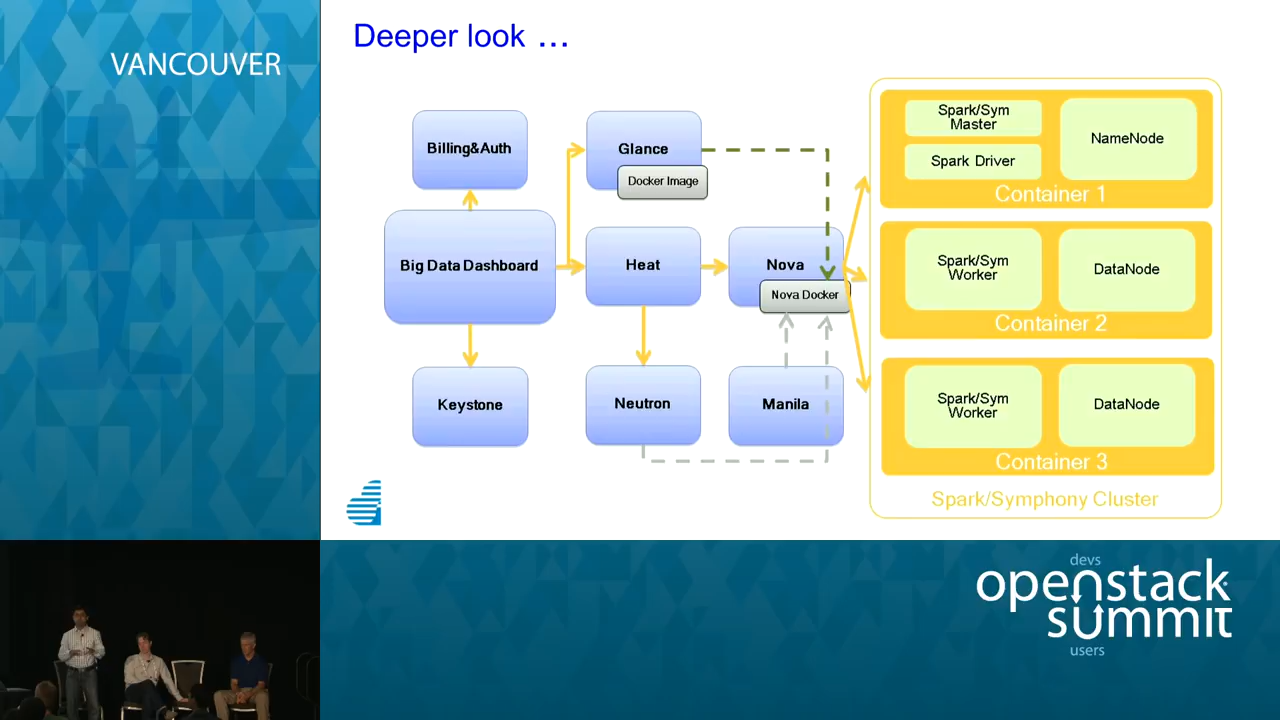 VANCOUVER
Deeper look ...
Billing&Auth
Glance
Docker Image
Big Data Dashboard
Heat
Nova
Nova Docker
Keystone
Neutron
Manila
Spark/Sym
Master
Spark Driver
NameNode
Container 1
Spark/Sym
Worker
DataNode
Container 2
Spark/Sym
Worker
DataNode
Container 3
Spark/Symphony Cluster
devs
openstack
summit
users